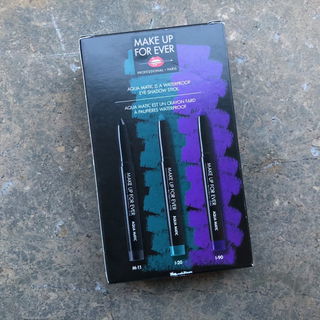 MAKE UP
FOR EVER
PROFESSIONAL • PARIS
AQUA MATIC IS A WATERPROOF
EYE SHADOW STICK.
AQUA MATIC EST UN CRAYON FARD
À PAUPIÈRES WATERPROOF
MAKE UP FOR EVER AQUA MATIC
MAKE UP FOR EVER AQUA MATIC
MAKE UP FOR EVER AQUA MATIC
M-11
I-20
I-90